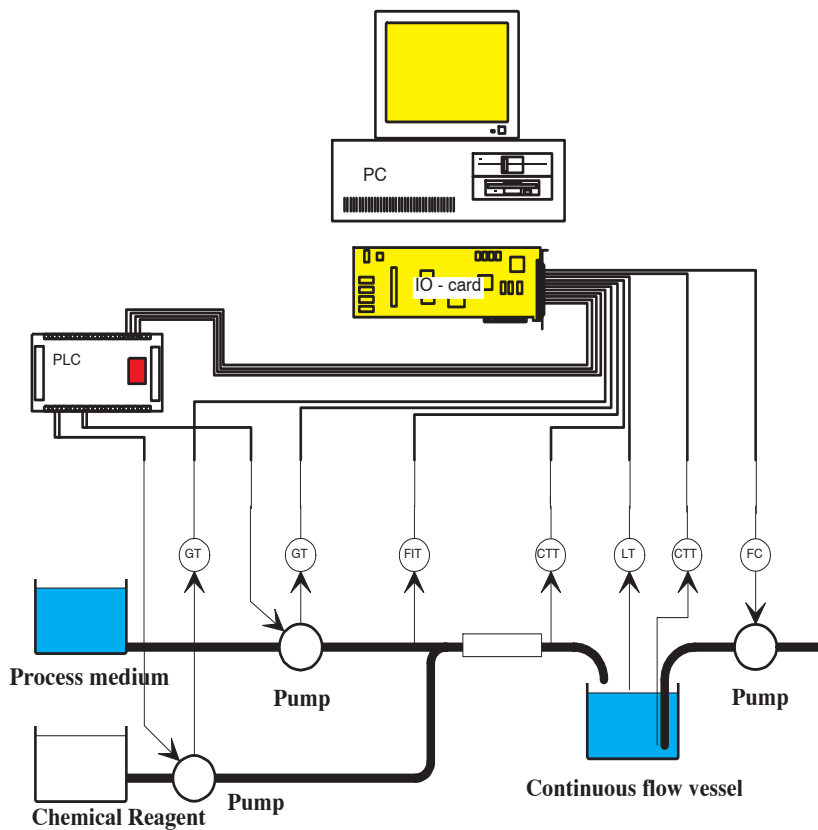 PC
IO - card
PLC
GT
GT
FIT
CTT
LT
CTT
FC
Process medium
Pump
Pump
Continuous flow vessel
Pump
Chemical Reagent